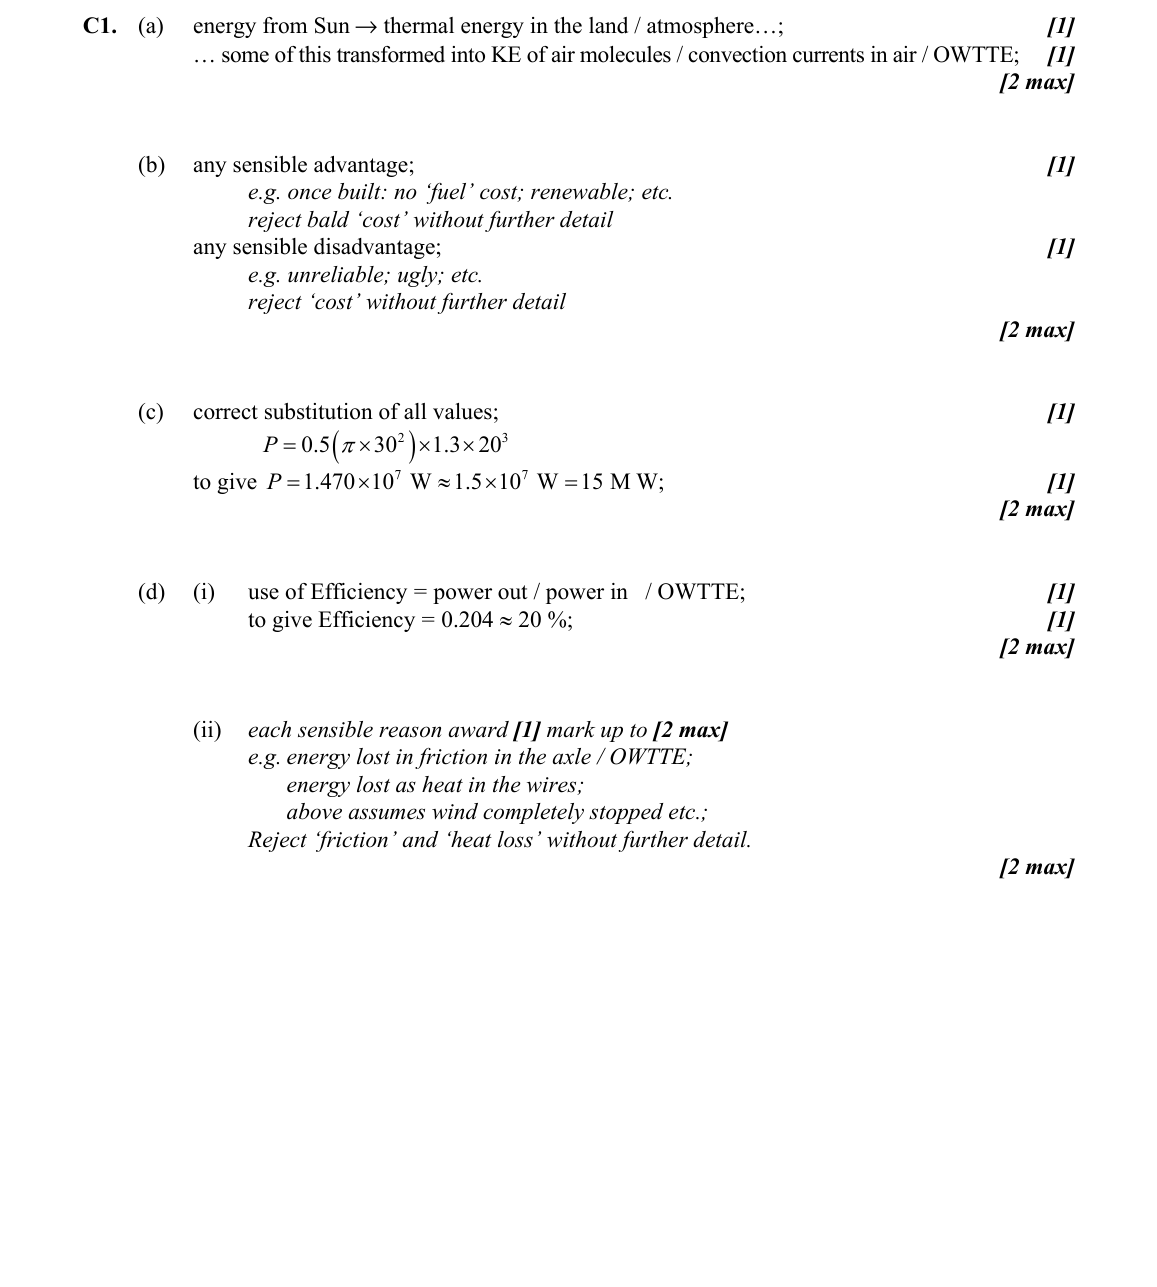 C1. (a) energy from Sun → thermal energy in the land / atmosphere…; [1]
… some of this transformed into KE of air molecules / convection currents in air / OWTTE; [1]
[2 max]
(b) any sensible advantage; [1]
e.g. once built: no ‘fuel’ cost; renewable; etc.
reject bald ‘cost’ without further detail
any sensible disadvantage; [1]
e.g. unreliable; ugly; etc.
reject ‘cost’ without further detail
[2 max]
(c) correct substitution of all values; [1]
P = 0.5(π × 30²) × 1.3 × 20³
to give P = 1.470 × 10⁷ W ≈ 1.5 × 10⁷ W = 15 M W; [1]
[2 max]
(d) (i) use of Efficiency = power out / power in / OWTTE; [1]
to give Efficiency = 0.204 ≈ 20 %; [1]
[2 max]
(ii) each sensible reason award [1] mark up to [2 max]
e.g. energy lost in friction in the axle / OWTTE;
energy lost as heat in the wires;
above assumes wind completely stopped etc.;
Reject ‘friction’ and ‘heat loss’ without further detail.
[2 max]